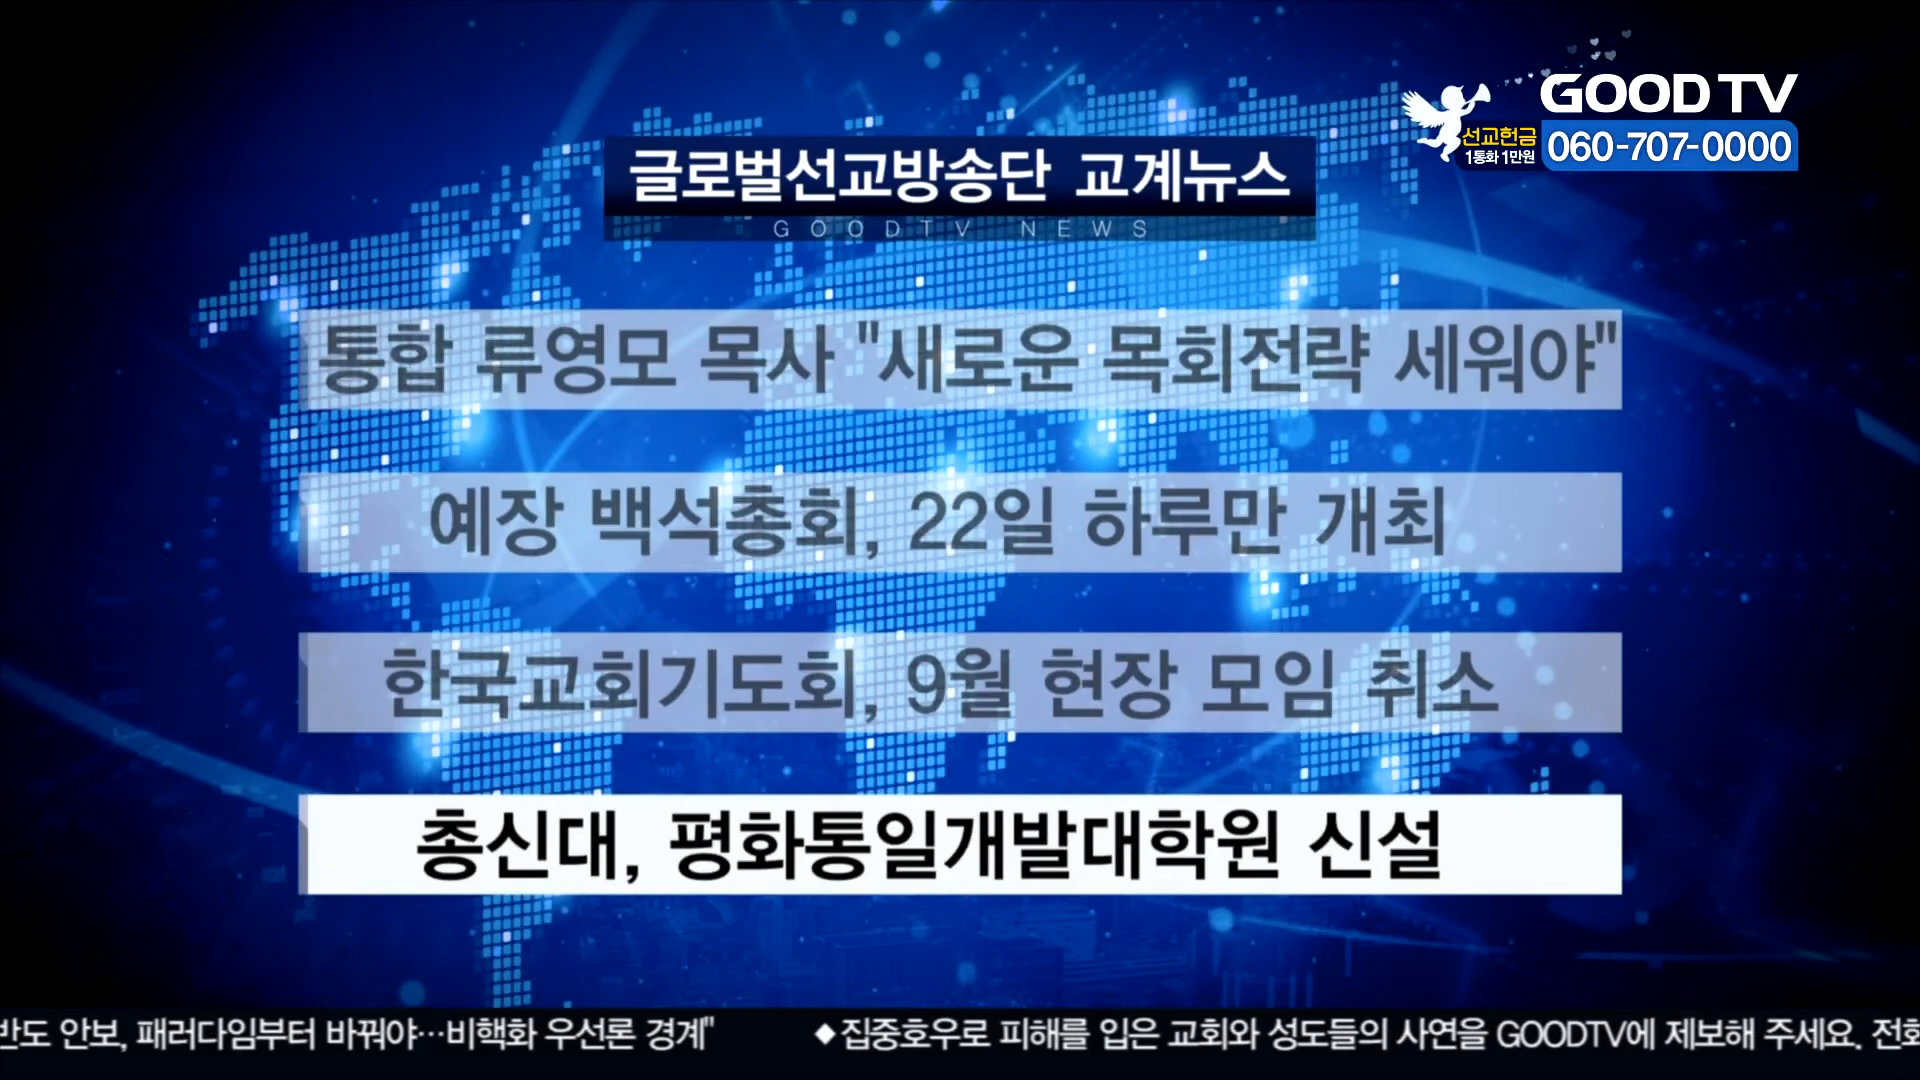 GOOD TV
선교헌금
1통화 1만원
060-707-0000
글로벌선교방송단 교계뉴스
GOODTV NEWS
통합 류영모 목사 "새로운 목회전략 세워야"
예장 백석총회, 22일 하루만 개최
한국교회기도회, 9월 현장 모임 취소
총신대, 평화통일개발대학원 신설
반도 안보, 패러다임부터 바꿔야…비핵화 우선론 경계" ◆집중호우로 피해를 입은 교회와 성도들의 사연을 GOODTV에 제보해 주세요. 전화